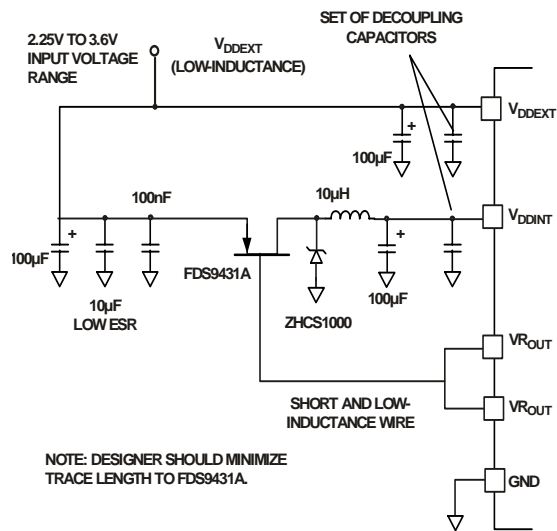 SET OF DECOUPLING
CAPACITORS
2.25V TO 3.6V
INPUT VOLTAGE
RANGE
VDDEXT
(LOW-INDUCTANCE)
+
100µF
VDDEXT
+
100µF
10µF
LOW ESR
100nF
FDS9431A
10µH
ZHCS1000
+
100µF
VDDINT
VROUT
SHORT AND LOW-
INDUCTANCE WIRE
VROUT
NOTE: DESIGNER SHOULD MINIMIZE
TRACE LENGTH TO FDS9431A.
GND